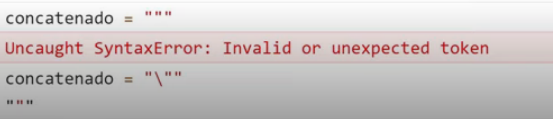 concatenado = """
Uncaught SyntaxError: Invalid or unexpected token
concatenado = "\""
"""